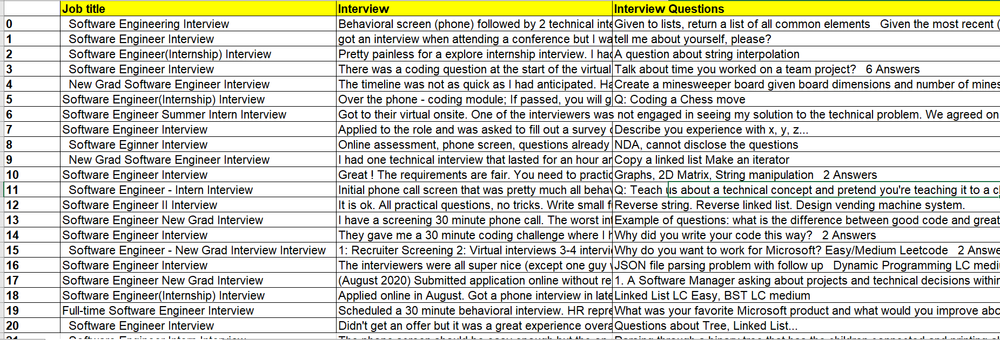 Job title Interview Interview Questions
0 Software Engineering Interview Behavioral screen (phone) followed by 2 technical inte Given to lists, return a list of all common elements Given the most recent (
1 Software Engineer Interview got an interview when attending a conference but I wa tell me about yourself, please?
2 Software Engineer(Internship) Interview Pretty painless for a explore internship interview. I had A question about string interpolation
3 Software Engineer Interview There was a coding question at the start of the virtual Talk about time you worked on a team project? 6 Answers
4 New Grad Software Engineer Interview The timeline was not as quick as I had anticipated. Ha Create a minesweeper board given board dimensions and number of mines
5 Software Engineer(Internship) Interview Over the phone - coding module; If passed, you will g Q: Coding a Chess move
6 Software Engineer Summer Intern Interview Got to their virtual onsite. One of the interviewers was not engaged in seeing my solution to the technical problem. We agreed on
7 Software Engineer Interview Applied to the role and was asked to fill out a survey Describe you experience with x, y, z...
8 Software Eginner Interview Online assessment, phone screen, questions already NDA, cannot disclose the questions
9 New Grad Software Engineer Interview I had one technical interview that lasted for an hour an Copy a linked list Make an iterator
10 Software Engineer Interview Great ! The requirements are fair. You need to practic Graphs, 2D Matrix, String manipulation 2 Answers
11 Software Engineer - Intern Interview Initial phone call screen that was pretty much all behav Q: Teach us about a technical concept and pretend you're teaching it to a
12 Software Engineer II Interview It is ok. All practical questions, no tricks. Write small Reverse string. Reverse linked list. Design vending machine system.
13 Software Engineer New Grad Interview I have a screening 30 minute phone call. The worst int Example of questions: what is the difference between good code and great
14 Software Engineer Interview They gave me a 30 minute coding challenge where I Why did you write your code this way? 2 Answers
15 Software Engineer - New Grad Interview Interview 1: Recruiter Screening 2: Virtual interviews 3-4 intervi Why do you want to work for Microsoft? Easy/Medium Leetcode 2 Answe
16 Software Engineer Interview The interviewers were all super nice (except one guy JSON file parsing problem with follow up Dynamic Programming LC medi
17 Software Engineer New Grad Interview (August 2020) Submitted application online without re 1. A Software Manager asking about projects and technical decisions within
18 Software Engineer(Internship) Interview Applied online in August. Got a phone interview in late Linked List LC Easy, BST LC medium
19 Full-time Software Engineer Interview Scheduled a 30 minute behavioral interview. HR repre What was your favorite Microsoft product and what would you improve abo
20 Software Engineer Interview Didn't get an offer but it was a great experience overa Questions about Tree, Linked List...